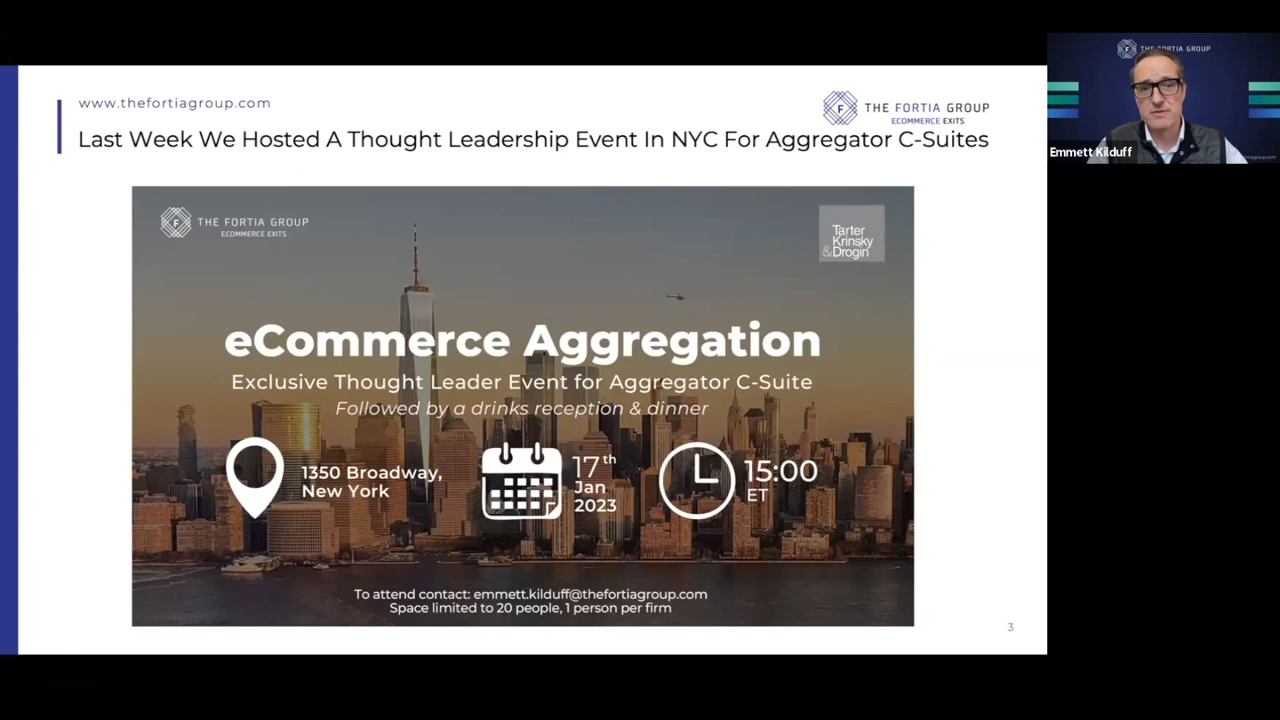 www.thefortiagroup.com
F THE FORTIA GROUP
ECOMMERCE EXITS
Last Week We Hosted A Thought Leadership Event In NYC For Aggregator C-Suites
F THE FORTIA GROUP
ECOMMERCE EXITS
Tarter
Krinsky
&Drogin
eCommerce Aggregation
Exclusive Thought Leader Event for Aggregator C-Suite
Followed by a drinks reception & dinner
1350 Broadway,
New York
17th
Jan
2023
15:00
ET
To attend contact: emmett.kilduff@thefortiagroup.com
Space limited to 20 people, 1 person per firm
3
F THE FORTIA GROUP
Emmett Kilduff